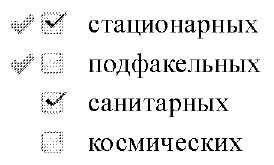 стационарных
подфакельных
санитарных
космических